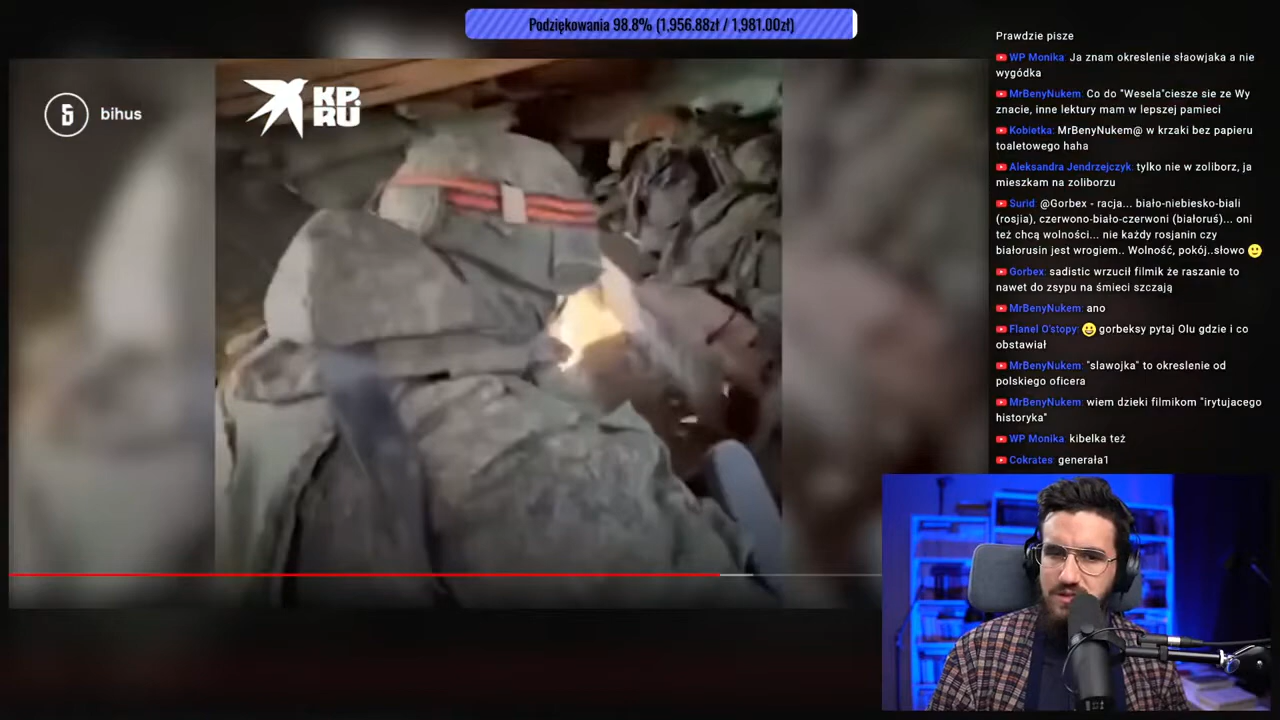 Podziękowania 98.8% (1,956.88zł / 1,981.00zł)
bihus
KP.
RU
Prawdzie pisze
WP Monika: Ja znam okreslenie słaowjaka a nie
wygódka
MrBenyNukem: Co do "Wesela"ciesze sie ze Wy
znacie, inne lektury mam w lepszej pamieci
Kobietka: MrBenyNukem@ w krzaki bez papieru
toaletowego haha
Aleksandra Jendrzejczyk: tylko nie w zoliborz, ja
mieszkam na zoliborzu
Surid: @Gorbex - racja... biało-niebiesko-biali
(rosjia), czerwono-biało-czerwoni (białoruś)... oni
też chcą wolności... nie każdy rosjanin czy
białorusin jest wrogiem.. Wolność, pokój..słowo
Gorbex: sadistic wrzucił filmik że raszanie to
nawet do zsypu na śmieci szczają
MrBenyNukem: ano
Flanel O'stopy: gorbeksy pytaj Olu gdzie i co
obstawiał
MrBenyNukem: "slawojka" to okreslenie od
polskiego oficera
MrBenyNukem: wiem dzieki filmikom "irytujacego
historyka"
WP Monika: kibelka też
Cokrates: generała1